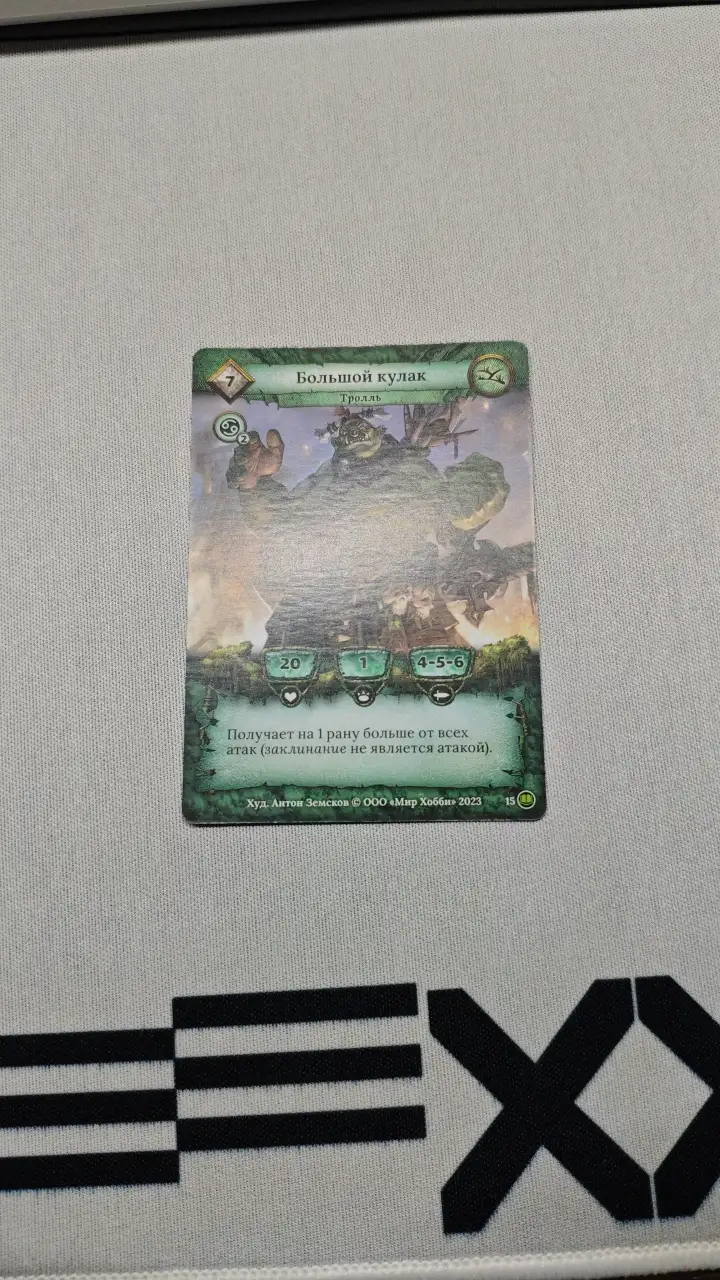 7
Большой кулак
Тролль
2
20
1
4-5-6
Получает на 1 рану больше от всех
атак (заклинание не является атакой).
Худ. Антон Земсков © ООО «Мир Хобби» 2023
15